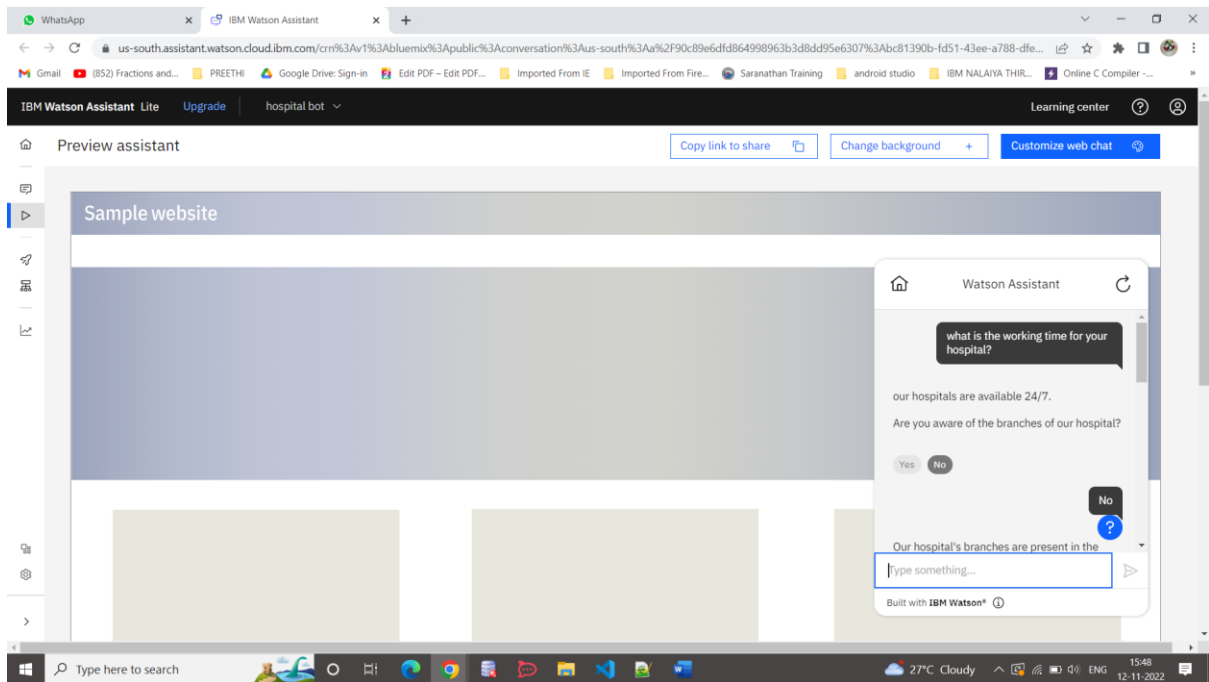 WhatsApp
IBM Watson Assistant
us-south.assistant.watson.cloud.ibm.com/crn%3Av1%3Abluemix%3Apublic%3Aconversation%3Aus-south%3Aa%2F90c89e6dfd864998963b3d8dd95e6307%3Abc81390b-fd51-43ee-a788-dfe...
Gmail (852) Fractions and... PREETHI Google Drive: Sign-in Edit PDF – Edit PDF... Imported From IE Imported From Fire... Saranathan Training android studio IBM NALAIYA THIR... Online C Compiler -... »
IBM Watson Assistant Lite Upgrade hospital bot Learning center
Preview assistant Copy link to share Change background + Customize web chat
Sample website
Watson Assistant
what is the working time for your
hospital?
our hospitals are available 24/7.
Are you aware of the branches of our hospital?
Yes No
No
?
Our hospital's branches are present in the
Type something...
Built with IBM Watson®
Type here to search
27°C Cloudy ENG 15:48
12-11-2022